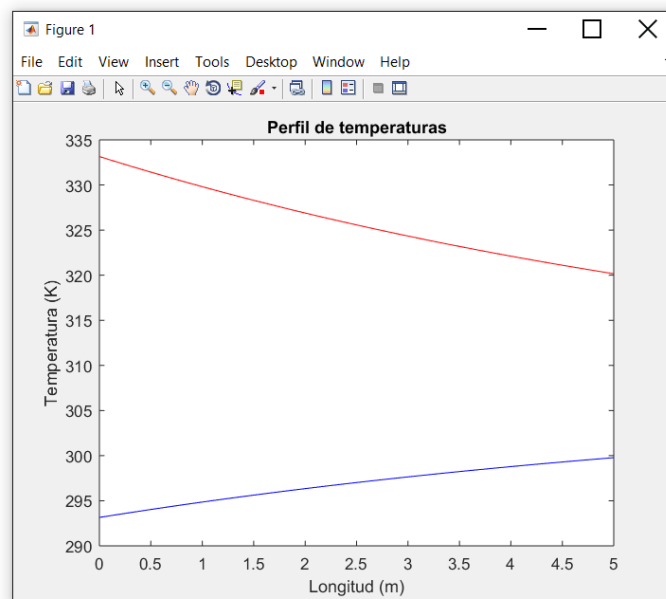 Figure 1
File Edit View Insert Tools Desktop Window Help
Perfil de temperaturas
335
330
325
320
315
310
305
300
295
290
Temperatura (K)
0 0.5 1 1.5 2 2.5 3 3.5 4 4.5 5
Longitud (m)